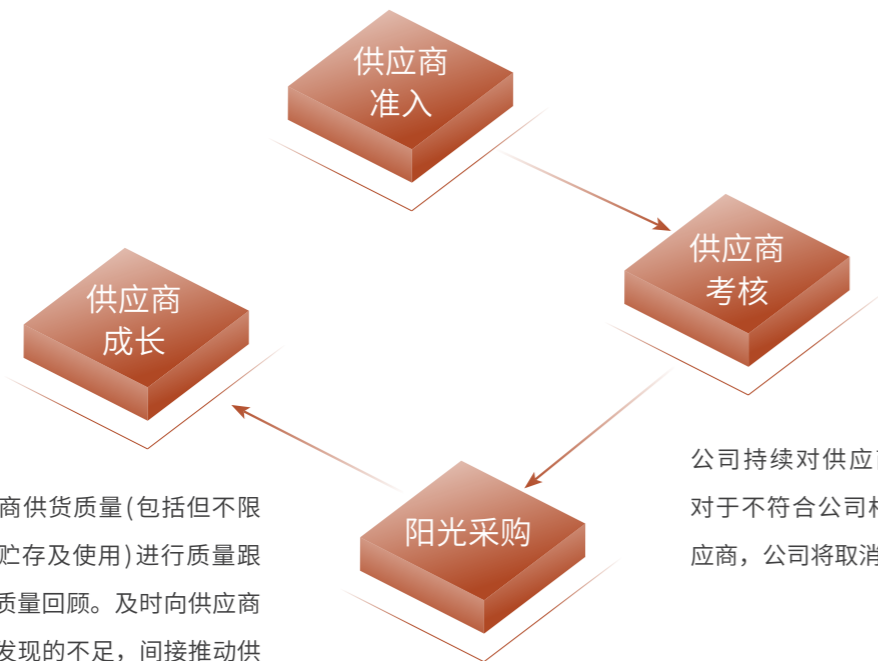 供应商
准入
供应商
考核
供应商
成长
阳光采购
公司持续对供应
对于不符合公司
应商，公司将取消
商供货质量(包括但不限
贮存及使用)进行质量跟
质量回顾。及时向供应商
发现的不足，间接推动供